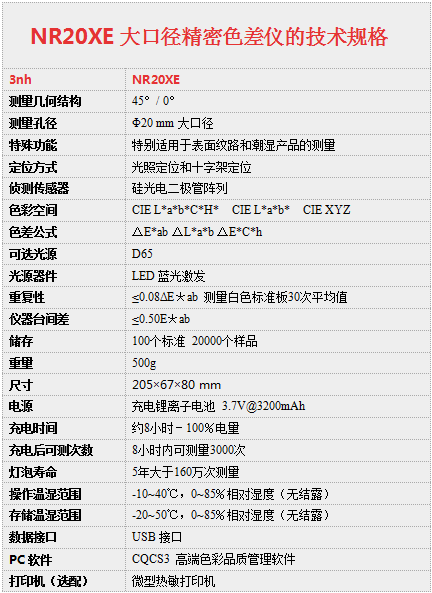 NR20XE 大口径精密色差仪的技术规格
3nh NR20XE
测量几何结构 45° / 0°
测量孔径 Φ20 mm 大口径
特殊功能 特别适用于表面纹路和潮湿产品的测量
定位方式 光照定位和十字架定位
侦测传感器 硅光电二极管阵列
色彩空间 CIE L*a*b*C*H* CIE L*a*b* CIE XYZ
色差公式 △E*ab △L*a*b △E*C*h
可选光源 D65
光源器件 LED 蓝光激发
重复性 ≤0.08ΔE＊ab 测量白色标准板30次平均值
仪器台间差 ≤0.50E＊ab
储存 100个标准 20000个样品
重量 500g
尺寸 205×67×80 mm
电源 充电锂离子电池 3.7V@3200mAh
充电时间 约8小时－100%电量
充电后可测次数 8小时内可测量3000次
灯泡寿命 5年大于160万次测量
操作温湿范围 -10~40℃，0~85%相对湿度（无结露）
存储温湿范围 -20~50℃，0~85%相对湿度（无结露）
数据接口 USB 接口
PC 软件 CQCS3 高端色彩品质管理软件
打印机（选配） 微型热敏打印机